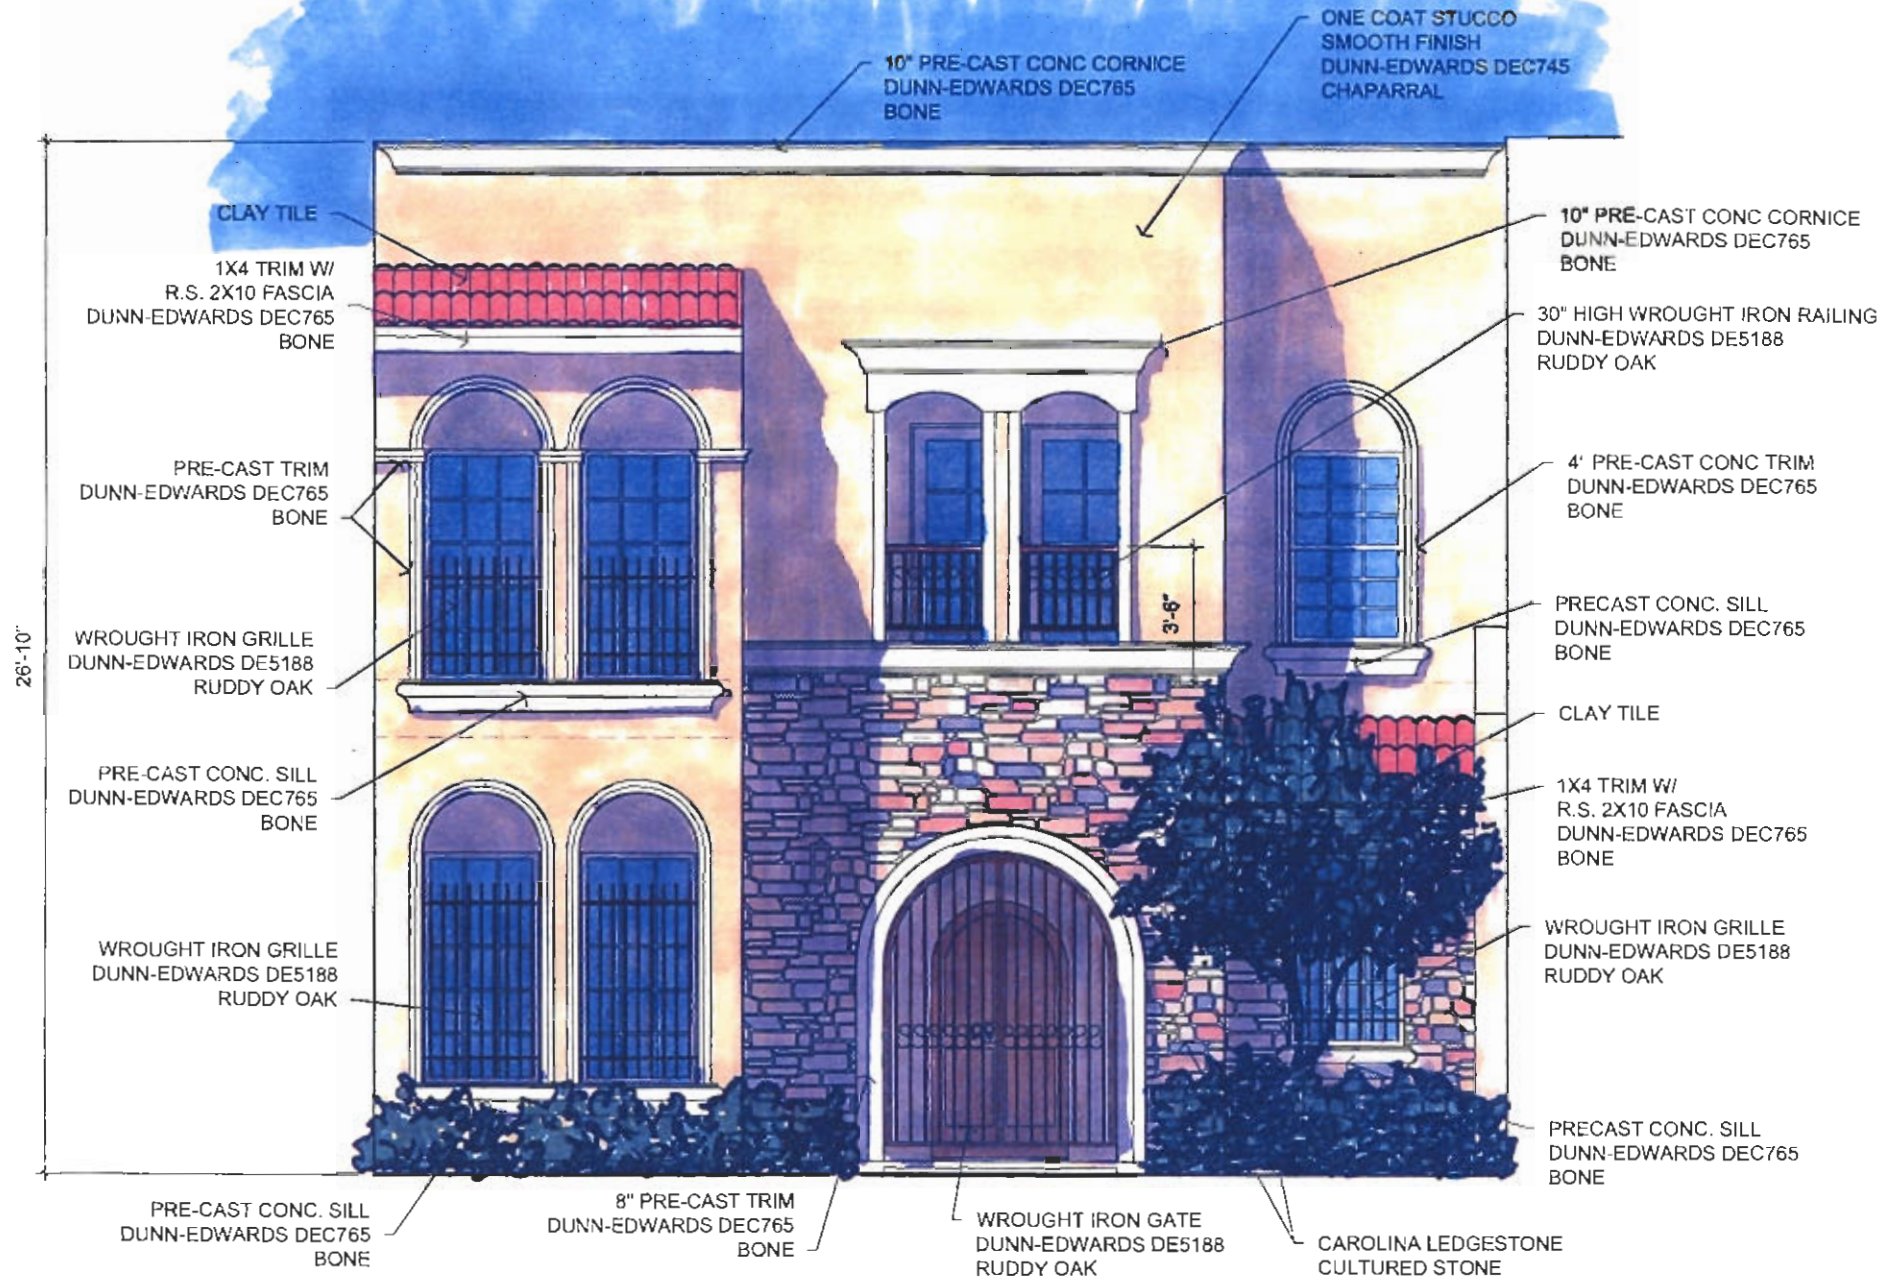 ONE COAT STUCCO
SMOOTH FINISH
DUNN-EDWARDS DEC745
CHAPARRAL
10" PRE-CAST CONC CORNICE
DUNN-EDWARDS DEC765
BONE
CLAY TILE
1X4 TRIM W/
R.S. 2X10 FASCIA
DUNN-EDWARDS DEC765
BONE
PRE-CAST TRIM
DUNN-EDWARDS DEC765
BONE
26'-10"
WROUGHT IRON GRILLE
DUNN-EDWARDS DE5188
RUDDY OAK
PRE-CAST CONC. SILL
DUNN-EDWARDS DEC765
BONE
WROUGHT IRON GRILLE
DUNN-EDWARDS DE5188
RUDDY OAK
PRE-CAST CONC. SILL
DUNN-EDWARDS DEC765
BONE
8" PRE-CAST TRIM
DUNN-EDWARDS DEC765
BONE
WROUGHT IRON GATE
DUNN-EDWARDS DE5188
RUDDY OAK
CAROLINA LEDGESTONE
CULTURED STONE
10" PRE-CAST CONC CORNICE
DUNN-EDWARDS DEC765
BONE
30" HIGH WROUGHT IRON RAILING
DUNN-EDWARDS DE5188
RUDDY OAK
4' PRE-CAST CONC TRIM
DUNN-EDWARDS DEC765
BONE
3'-6"
PRECAST CONC. SILL
DUNN-EDWARDS DEC765
BONE
CLAY TILE
1X4 TRIM W/
R.S. 2X10 FASCIA
DUNN-EDWARDS DEC765
BONE
WROUGHT IRON GRILLE
DUNN-EDWARDS DE5188
RUDDY OAK
PRECAST CONC. SILL
DUNN-EDWARDS DEC765
BONE